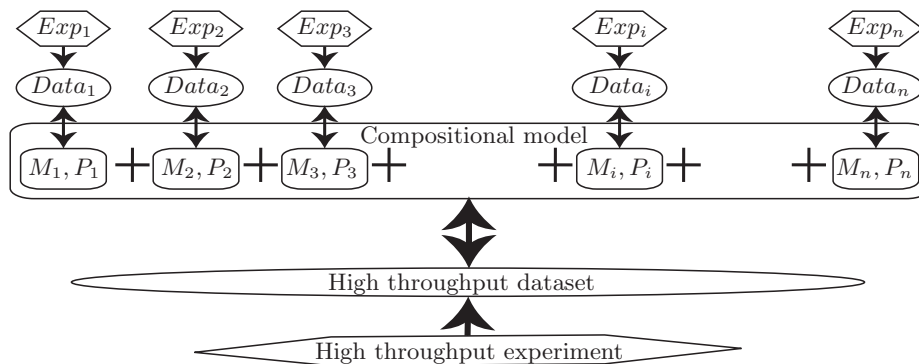 Exp₁ Exp₂ Exp₃ Expᵢ Expₙ
Data₁ Data₂ Data₃ Dataᵢ Dataₙ
Compositional model
M₁, P₁ + M₂, P₂ + M₃, P₃ + + Mᵢ, Pᵢ + + Mₙ, Pₙ
High throughput dataset
High throughput experiment